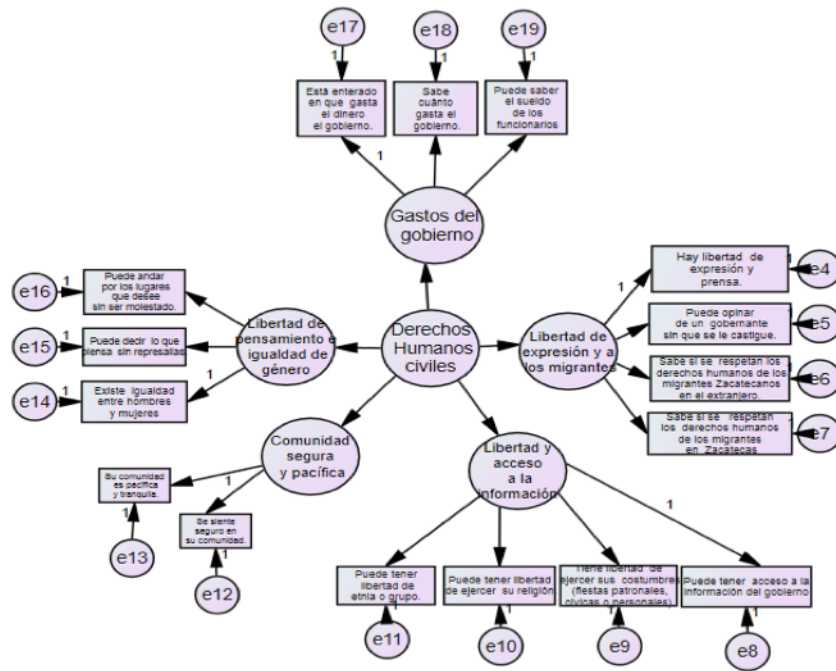 e17
e18
e19
1
1
1
Está enterado
en que gasta
el dinero
el gobierno.
Sabe
cuánto
gasta el
gobierno.
Puede saber
el sueldo
de los
funcionarios
1
Gastos del
gobierno
e16
1
Puede andar
por los lugares
que desee
sin ser molestado.
e15
1
Puede decir lo que
piensa sin represalias
e14
1
Existe igualdad
entre hombres
y mujeres
1
Libertad de
pensamiento e
igualdad de
género
Derechos
Humanos
civiles
Libertad de
expresión y a
los migrantes
1
Hay libertad de
expresión y
prensa.
1
e4
Puede opinar
de un gobernante
sin que se le castigue.
1
e5
Sabe si se respetan los
derechos humanos de los
migrantes Zacatecanos
en el extranjero.
1
e6
Sabe si se respetan
los derechos humanos
de los migrantes
en Zacatecas
1
e7
Comunidad
segura
y pacífica
Su comunidad
es pacífica
y tranquila.
1
1
e13
Se siente
seguro en
su comunidad.
1
e12
Libertad y
acceso
a la
información
1
Puede tener
libertad de
etnia o grupo.
1
e11
Puede tener libertad
de ejercer su religión
1
e10
Tiene libertad de
ejercer sus costumbres
(fiestas patronales,
cívicas o personales)
1
e9
Puede tener acceso a la
información del gobierno
1
e8